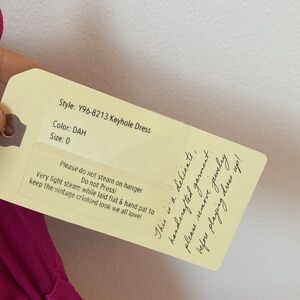 Style: Y96-8213 Keyhole Dress
Color: DAH
Size: 0
Please do not steam on hanger
Do not Press!
Very light steam while laid flat & hand pat to
keep the vintage crinkled look we all love!
This is a delicate,
handcrafted garment.
please remove jewelry
before playing dress up!